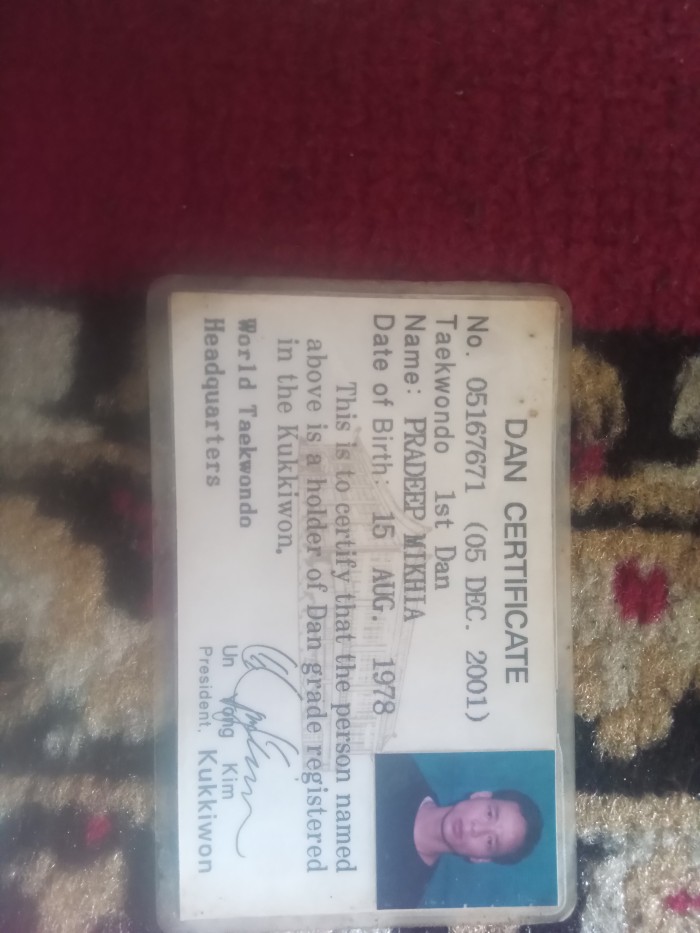 DAN CERTIFICATE
No. 05167671 (05 DEC. 2001)
Taekwondo 1st Dan
Name: PRADEEP MIKHIA
Date of Birth: 15 AUG. 1978
This is to certify that the person named
above is a holder of Dan grade registered
in the Kukkiwon.
World Taekwondo
Headquarters
Un Yong Kim
President, Kukkiwon